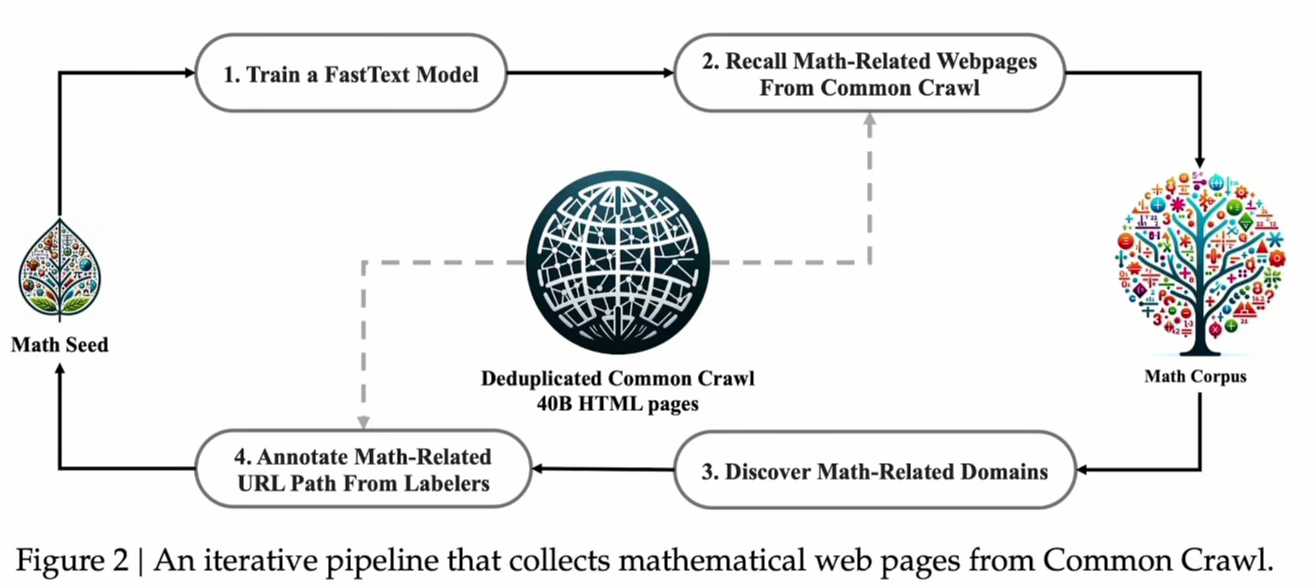 1. Train a FastText Model
2. Recall Math-Related Webpages
From Common Crawl
Math Seed
Deduplicated Common Crawl
40B HTML pages
Math Corpus
4. Annotate Math-Related
URL Path From Labelers
3. Discover Math-Related Domains
Figure 2 | An iterative pipeline that collects mathematical web pages from Common Crawl.